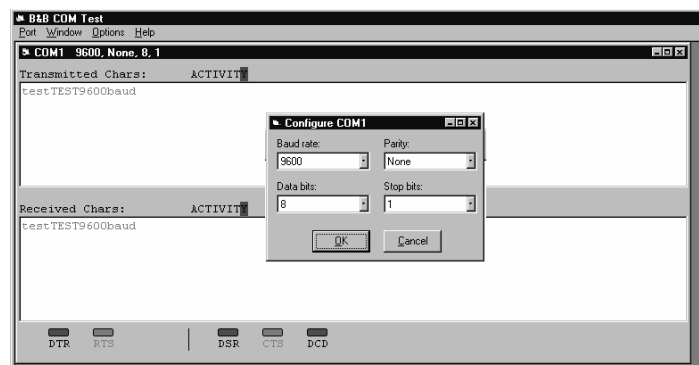 B&B COM Test
Port Window Options Help
COM1 9600, None, 8, 1
Transmitted Chars: ACTIVITY
testTEST9600baud
Configure COM1
Baud rate: Parity:
9600 None
Data bits: Stop bits:
8 1
OK Cancel
Received Chars: ACTIVITY
testTEST9600baud
DTR RTS DSR CTS DCD